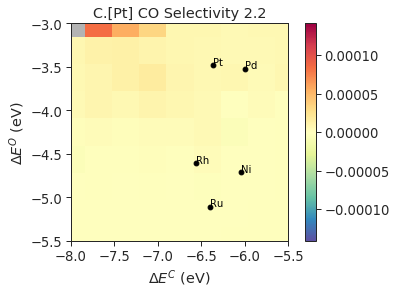 C.[Pt] CO Selectivity 2.2
−3.0
−3.5
−4.0
−4.5
−5.0
−5.5
ΔE^O (eV)
Pt
Pd
Rh
Ni
Ru
−8.0 −7.5 −7.0 −6.5 −6.0 −5.5
ΔE^C (eV)
0.00010
0.00005
0.00000
−0.00005
−0.00010